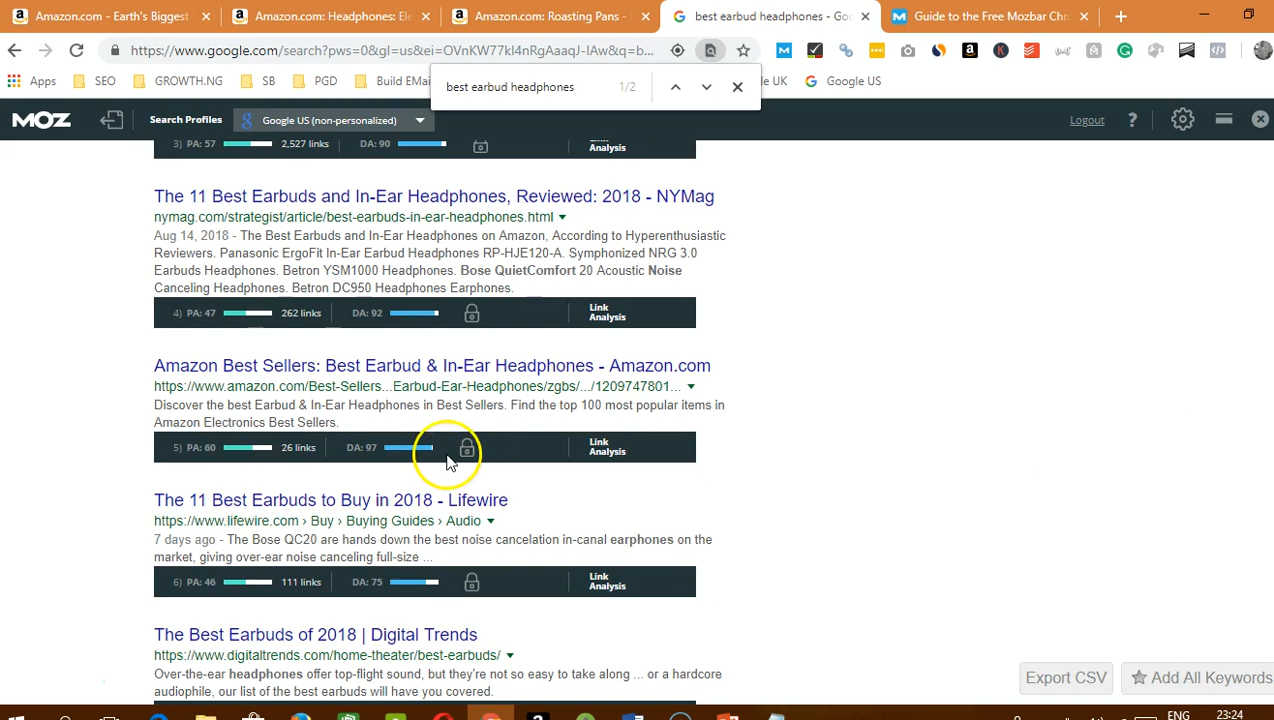 Amazon.com - Earth's Biggest
Amazon.com: Headphones: Ele
Amazon.com: Roasting Pans -
best earbud headphones - Goo
Guide to the Free Mozbar Chro
https://www.google.com/search?pws=0&gl=us&ei=OVnKW77kI4nRgAaaqJ-IAw&q=b...
Apps
SEO
GROWTH.NG
SB
PGD
Build EMai
le UK
Google US
best earbud headphones
1/2
MOZ
Search Profiles
Google US (non-personalized)
Logout
3) PA: 57
2,527 links
DA: 90
Link
Analysis
The 11 Best Earbuds and In-Ear Headphones, Reviewed: 2018 - NYMag
nymag.com/strategist/article/best-earbuds-in-ear-headphones.html
Aug 14, 2018 - The Best Earbuds and In-Ear Headphones on Amazon, According to Hyperenthusiastic
Reviewers. Panasonic ErgoFit In-Ear Earbud Headphones RP-HJE120-A. Symphonized NRG 3.0
Earbuds Headphones. Betron YSM1000 Headphones. Bose QuietComfort 20 Acoustic Noise
Canceling Headphones. Betron DC950 Headphones Earphones.
4) PA: 47
262 links
DA: 92
Link
Analysis
Amazon Best Sellers: Best Earbud & In-Ear Headphones - Amazon.com
https://www.amazon.com/Best-Sellers...Earbud-Ear-Headphones/zgbs/.../1209747801...
Discover the best Earbud & In-Ear Headphones in Best Sellers. Find the top 100 most popular items in
Amazon Electronics Best Sellers.
5) PA: 60
26 links
DA: 97
Link
Analysis
The 11 Best Earbuds to Buy in 2018 - Lifewire
https://www.lifewire.com › Buy › Buying Guides › Audio
7 days ago - The Bose QC20 are hands down the best noise cancelation in-canal earphones on the
market, giving over-ear noise canceling full-size ...
6) PA: 46
111 links
DA: 75
Link
Analysis
The Best Earbuds of 2018 | Digital Trends
https://www.digitaltrends.com/home-theater/best-earbuds/
Over-the-ear headphones offer top-flight sound, but they're not so easy to take along ... or a hardcore
audiophile, our list of the best earbuds will have you covered.
Export CSV
Add All Keywords
ENG
23:24